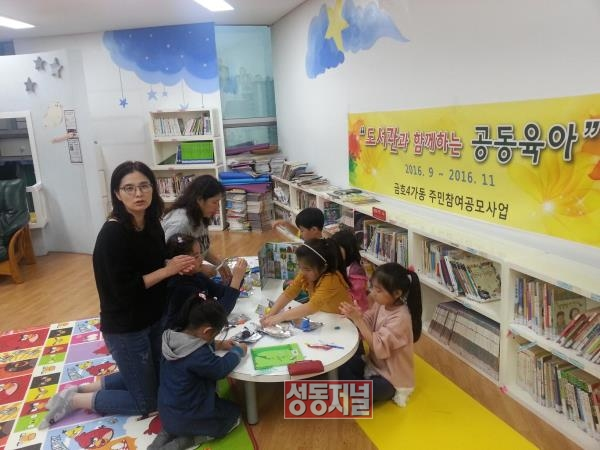 "도서관과 함께하는 공동육아"
2016. 9 ~ 2016. 11
금호4가동 주민참여공모사업
성동저널